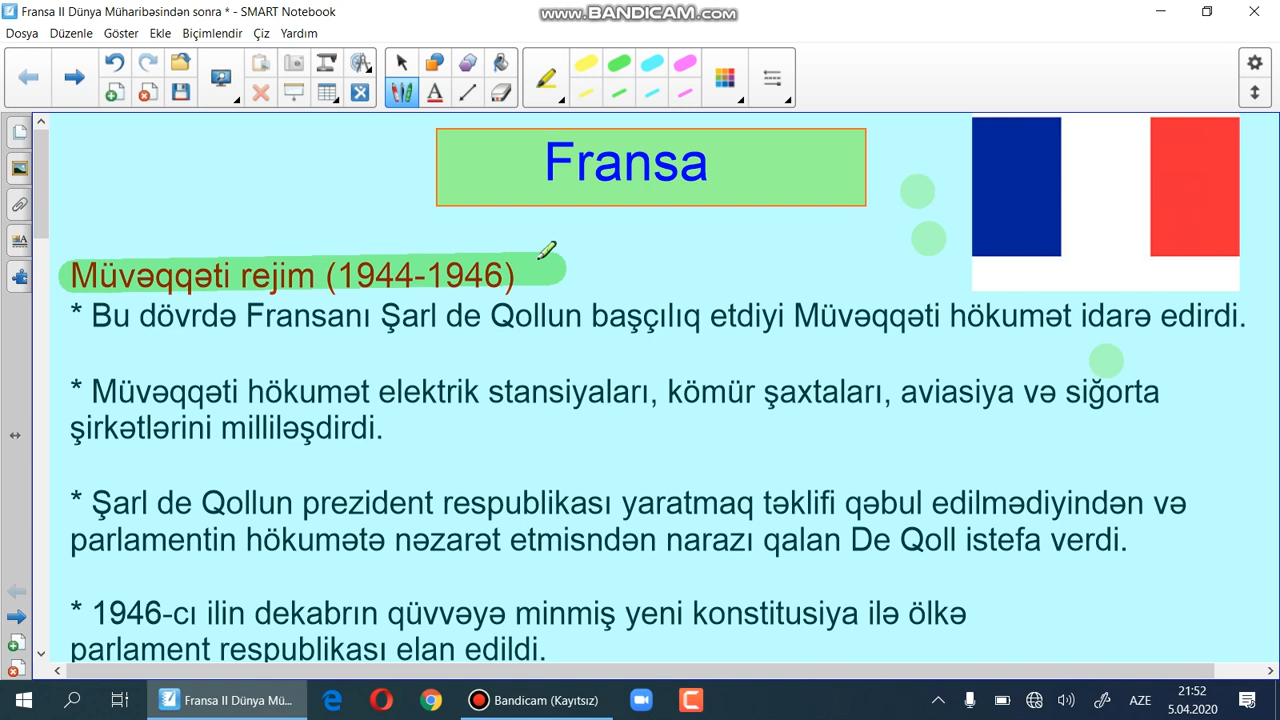 Fransa II Dünya Müharibəsindən sonra * - SMART Notebook
www.BANDICAM.com
Dosya Düzenle Göster Ekle Biçimlendir Çiz Yardım
Fransa
Müvəqqəti rejim (1944-1946)
* Bu dövrdə Fransanı Şarl de Qollun başçılıq etdiyi Müvəqqəti hökumət idarə edirdi.
* Müvəqqəti hökumət elektrik stansiyaları, kömür şaxtaları, aviasiya və siğorta
şirkətlərini milliləşdirdi.
* Şarl de Qollun prezident respublikası yaratmaq təklifi qəbul edilmədiyindən və
parlamentin hökumətə nəzarət etmisndən narazı qalan De Qoll istefa verdi.
* 1946-cı ilin dekabrın qüvvəyə minmiş yeni konstitusiya ilə ölkə
parlament respublikası elan edildi.
Fransa II Dünya Mü... Bandicam (Kayıtsız) AZE 21:52
5.04.2020